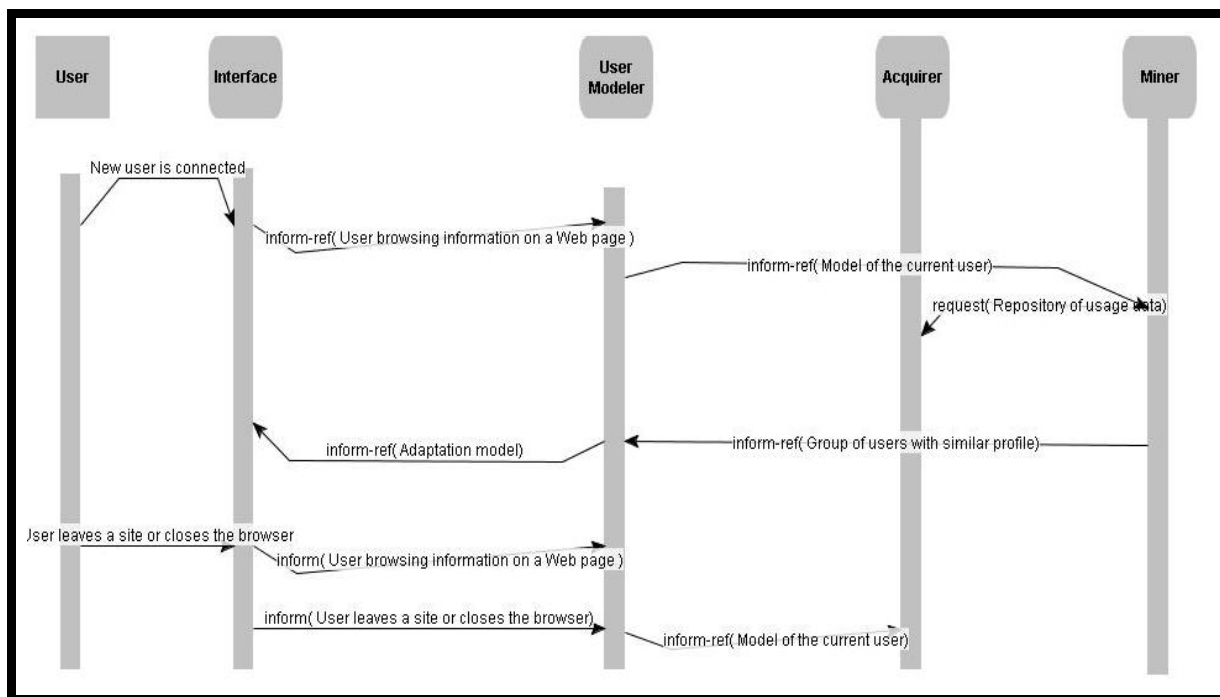 User
Interface
User
Modeler
Acquirer
Miner
New user is connected
inform-ref( User browsing information on a Web page )
inform-ref( Model of the current user)
request( Repository of usage data)
inform-ref( Adaptation model)
inform-ref( Group of users with similar profile)
User leaves a site or closes the browser
inform( User browsing information on a Web page )
inform( User leaves a site or closes the browser)
inform-ref( Model of the current user)